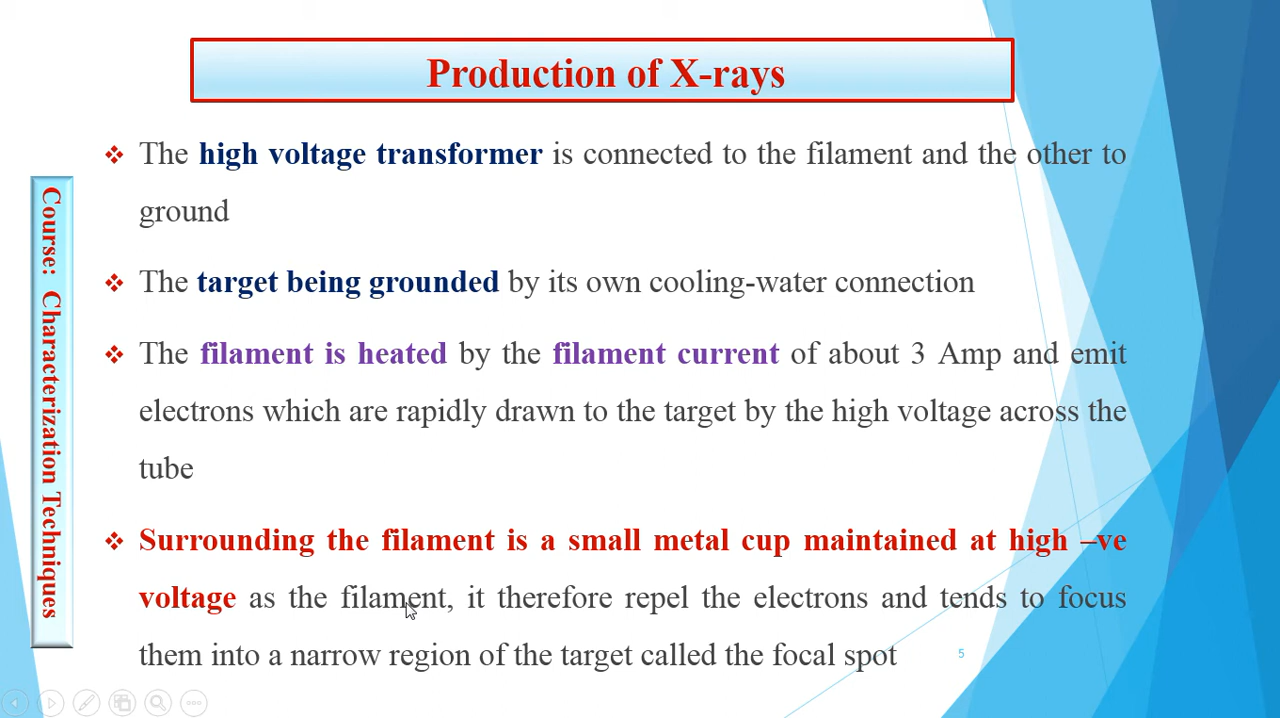 Production of X-rays
The high voltage transformer is connected to the filament and the other to
ground
The target being grounded by its own cooling-water connection
The filament is heated by the filament current of about 3 Amp and emit
electrons which are rapidly drawn to the target by the high voltage across the
tube
Surrounding the filament is a small metal cup maintained at high –ve
voltage as the filament, it therefore repel the electrons and tends to focus
them into a narrow region of the target called the focal spot
5
Course: Characterization Techniques